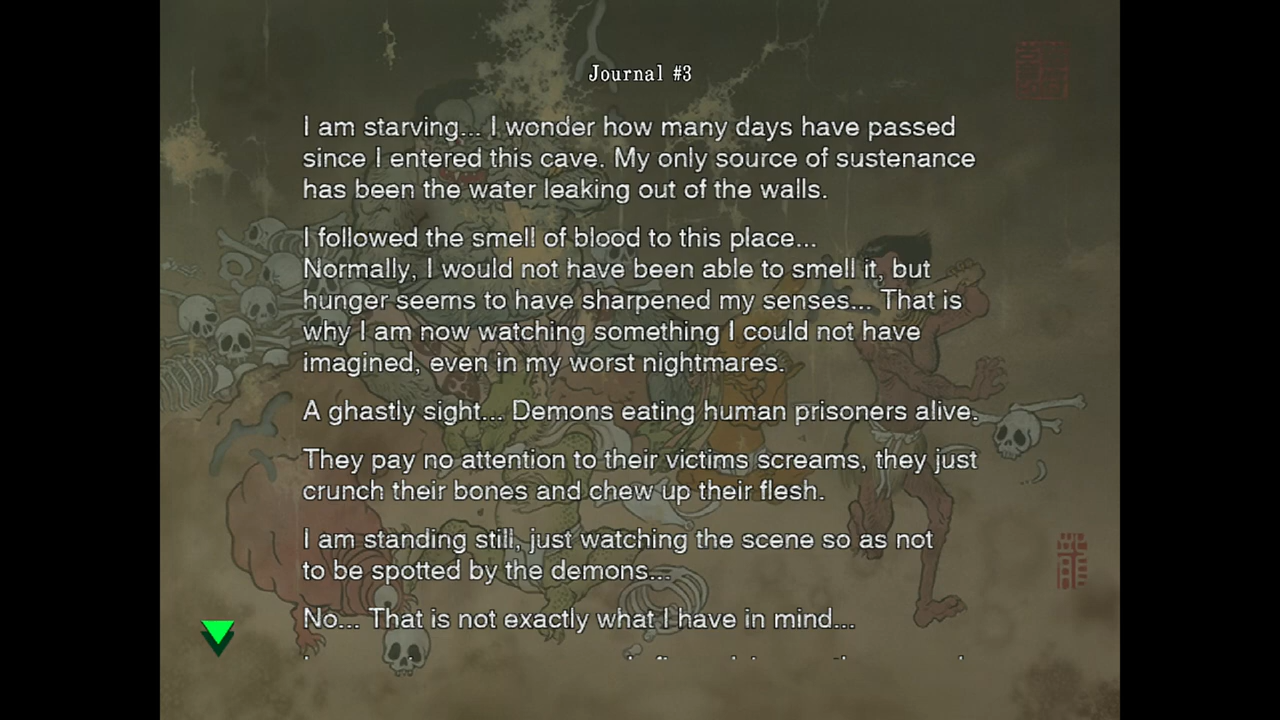 Journal #3
I am starving... I wonder how many days have passed
since I entered this cave. My only source of sustenance
has been the water leaking out of the walls.
I followed the smell of blood to this place...
Normally, I would not have been able to smell it, but
hunger seems to have sharpened my senses... That is
why I am now watching something I could not have
imagined, even in my worst nightmares.
A ghastly sight... Demons eating human prisoners alive.
They pay no attention to their victims screams, they just
crunch their bones and chew up their flesh.
I am standing still, just watching the scene so as not
to be spotted by the demons...
No... That is not exactly what I have in mind...